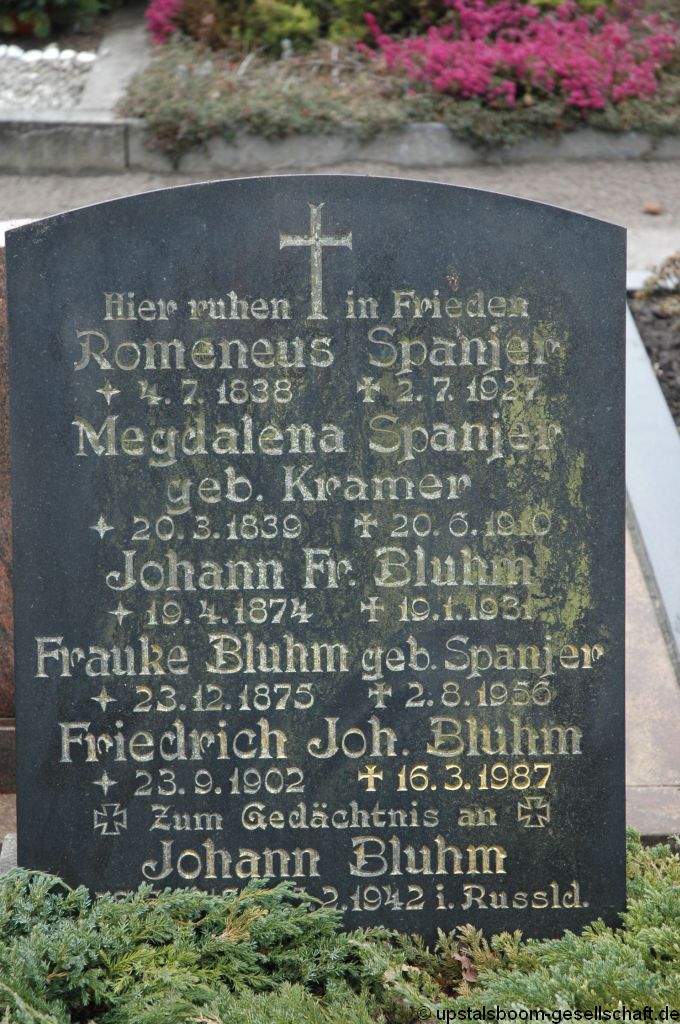 Hier ruhen in Frieden
Romeneus Spanjer
4.7.1838 2.7.1927
Megdalena Spanjer
geb. Kramer
20.3.1839 20.6.1910
Johann Fr. Bluhm
19.4.1874 19.1.1931
Frauke Bluhm geb. Spanjer
23.12.1875 2.8.1956
Friedrich Joh. Bluhm
23.9.1902 16.3.1987
Zum Gedächtnis an
Johann Bluhm
2.1942 i. Russld.
© upstalsboom-gesellschaft.de